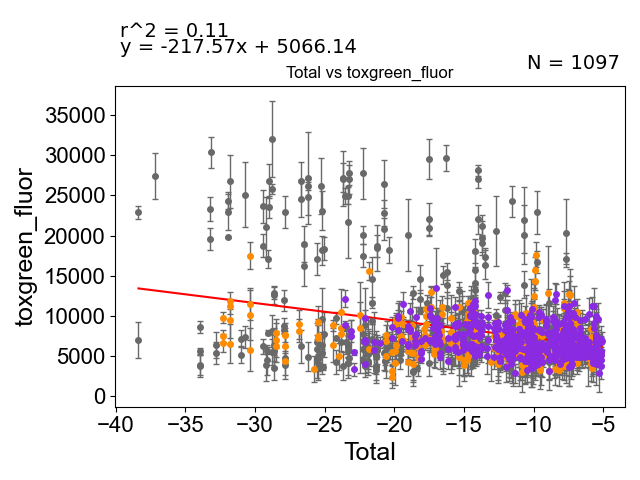 r^2 = 0.11
y = -217.57x + 5066.14
N = 1097
Total vs toxgreen_fluor
toxgreen_fluor
35000
30000
25000
20000
15000
10000
5000
0
−40 −35 −30 −25 −20 −15 −10 −5
Total